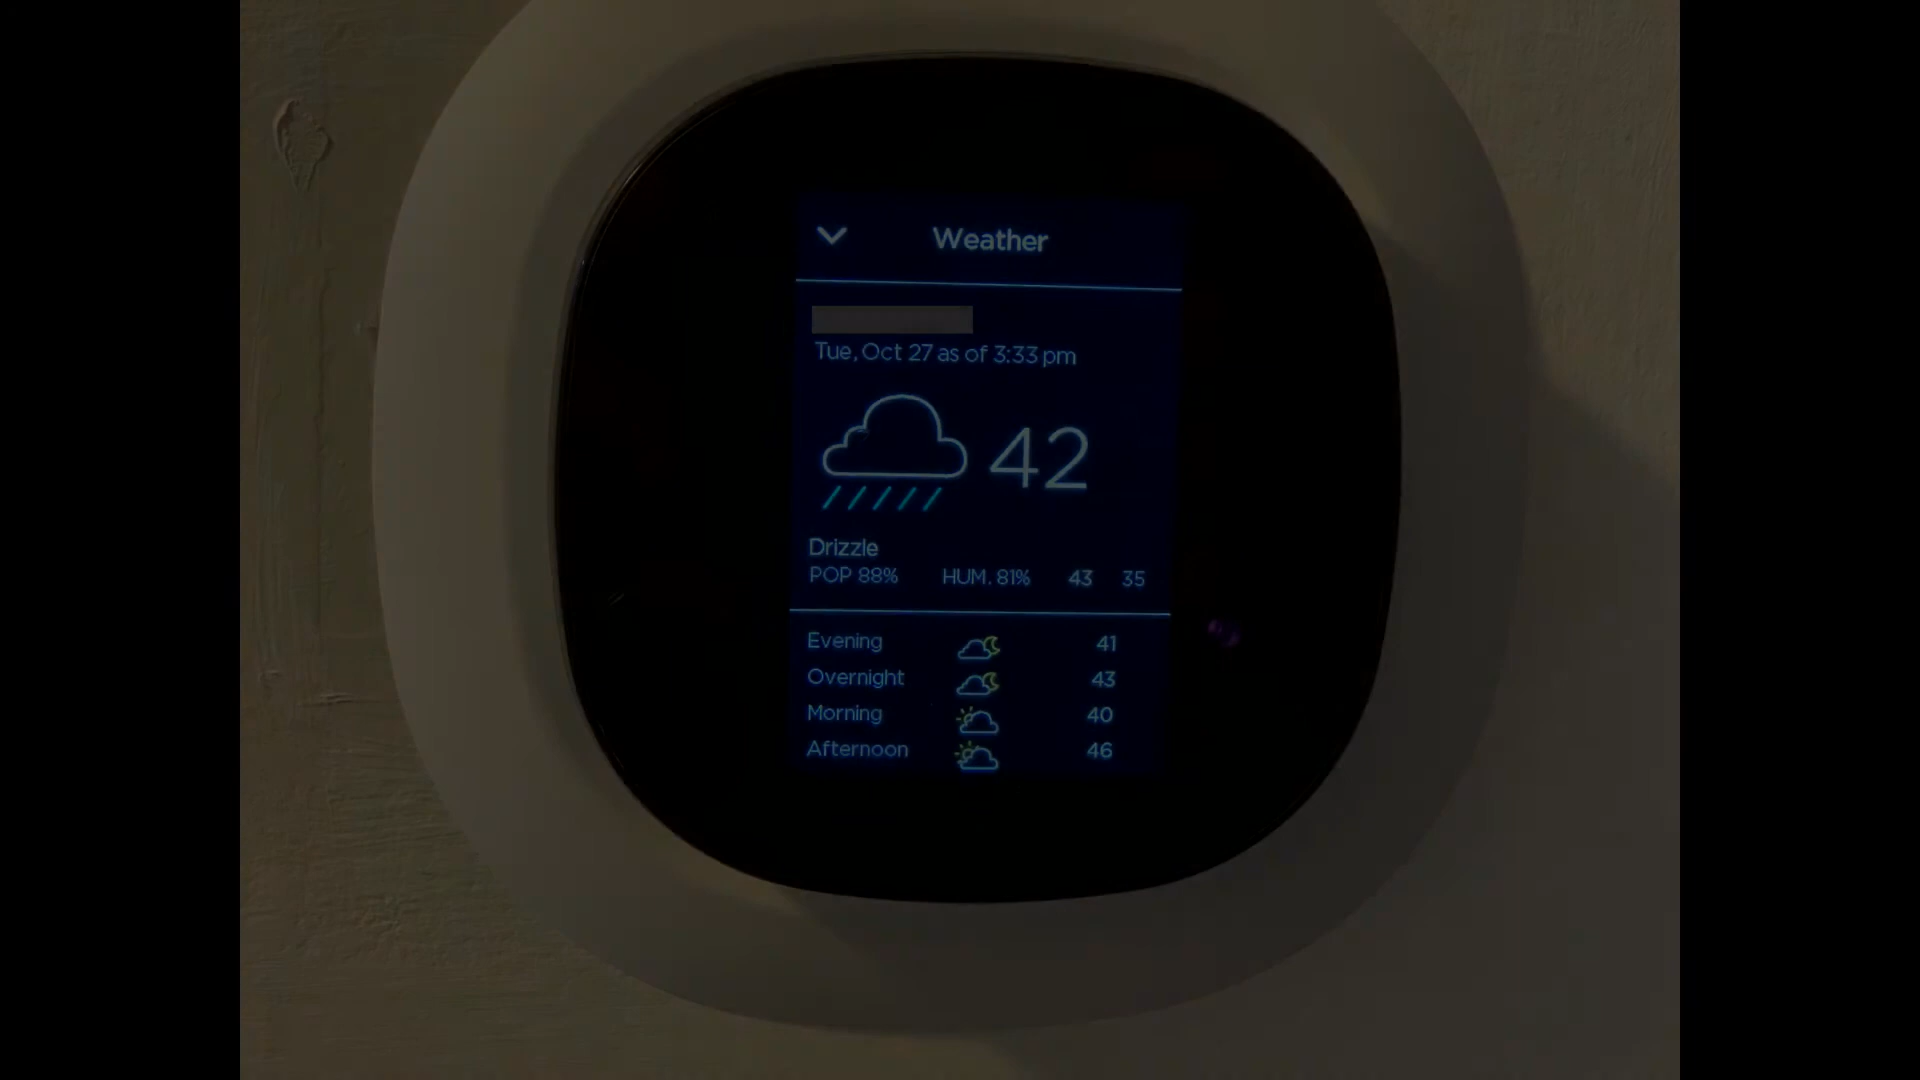 Weather
Tue, Oct 27 as of 3:33 pm
42
Drizzle
POP 88% HUM. 81% 43 35
Evening 41
Overnight 43
Morning 40
Afternoon 46